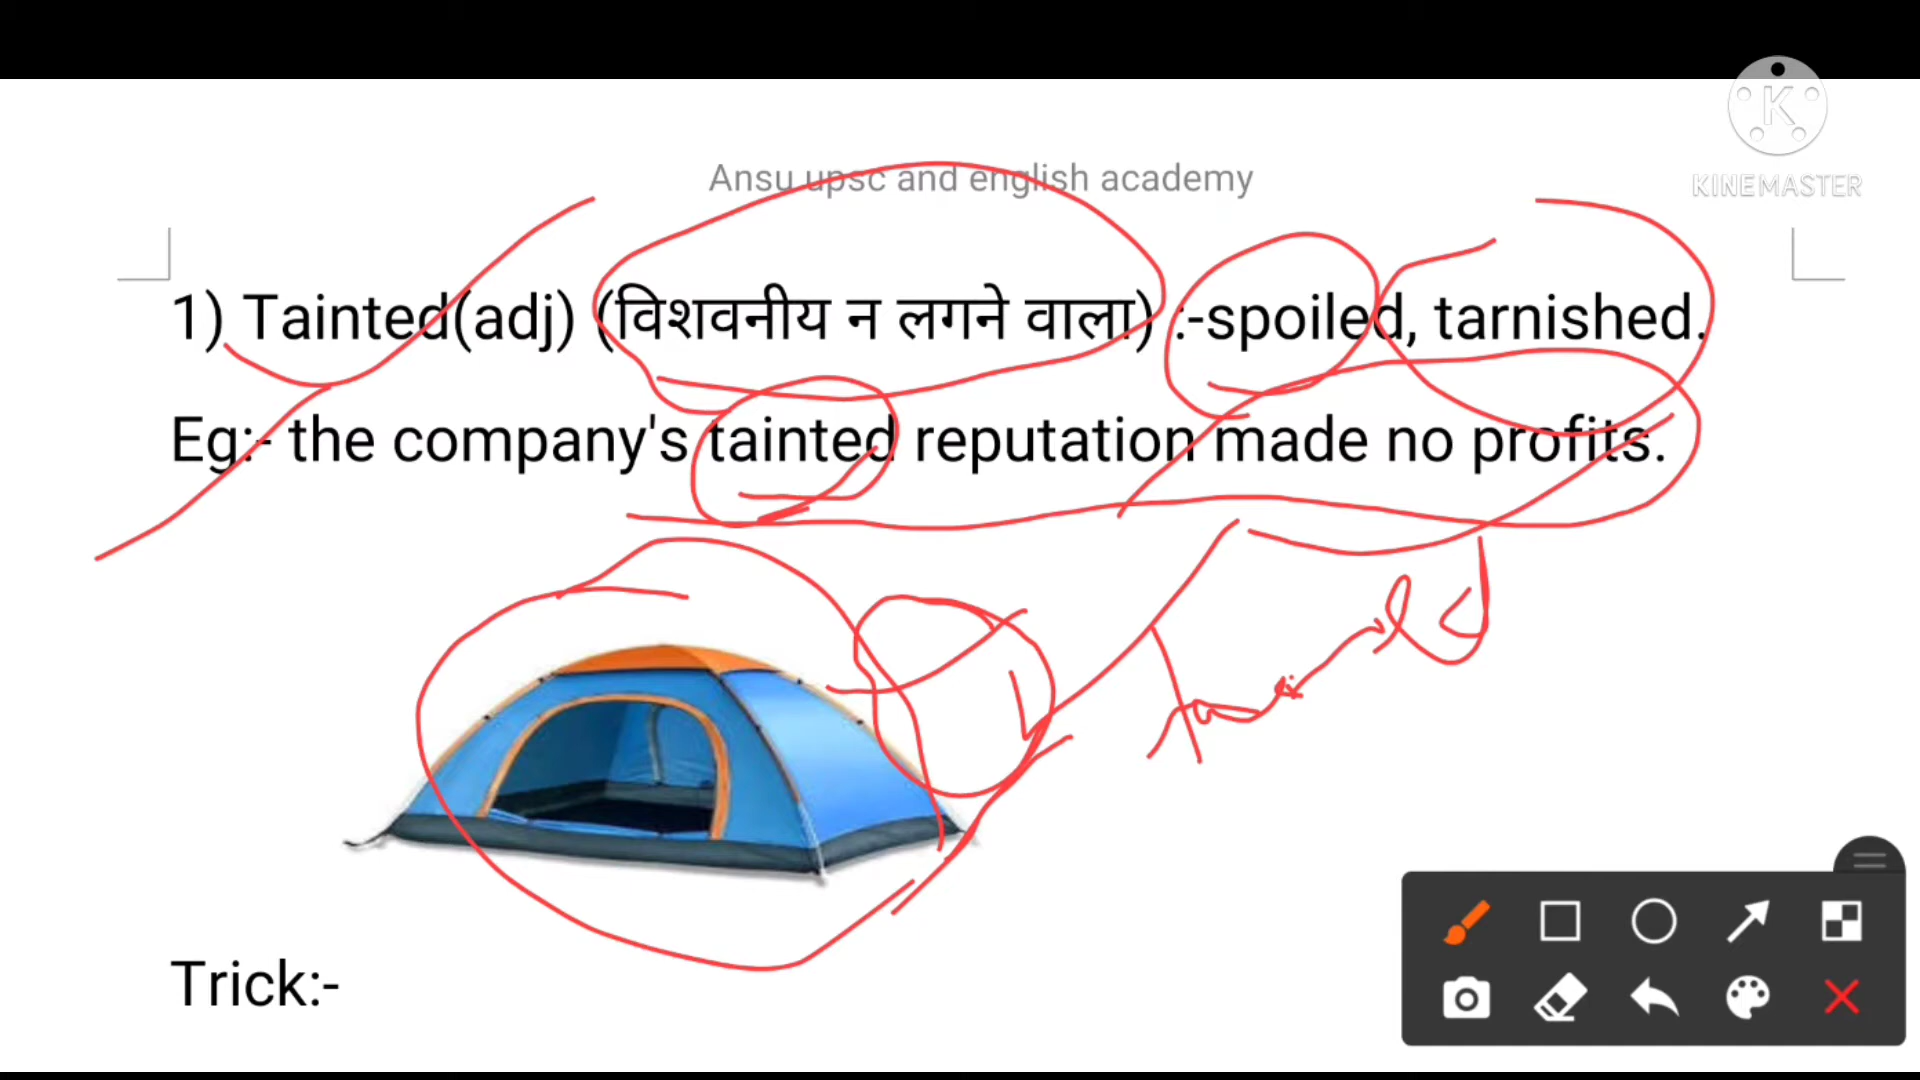 KINEMASTER
Ansu upsc and english academy
1) Tainted(adj) (विशवनीय न लगने वाला) :-spoiled, tarnished.
Eg:- the company's tainted reputation made no profits.
Trick:-